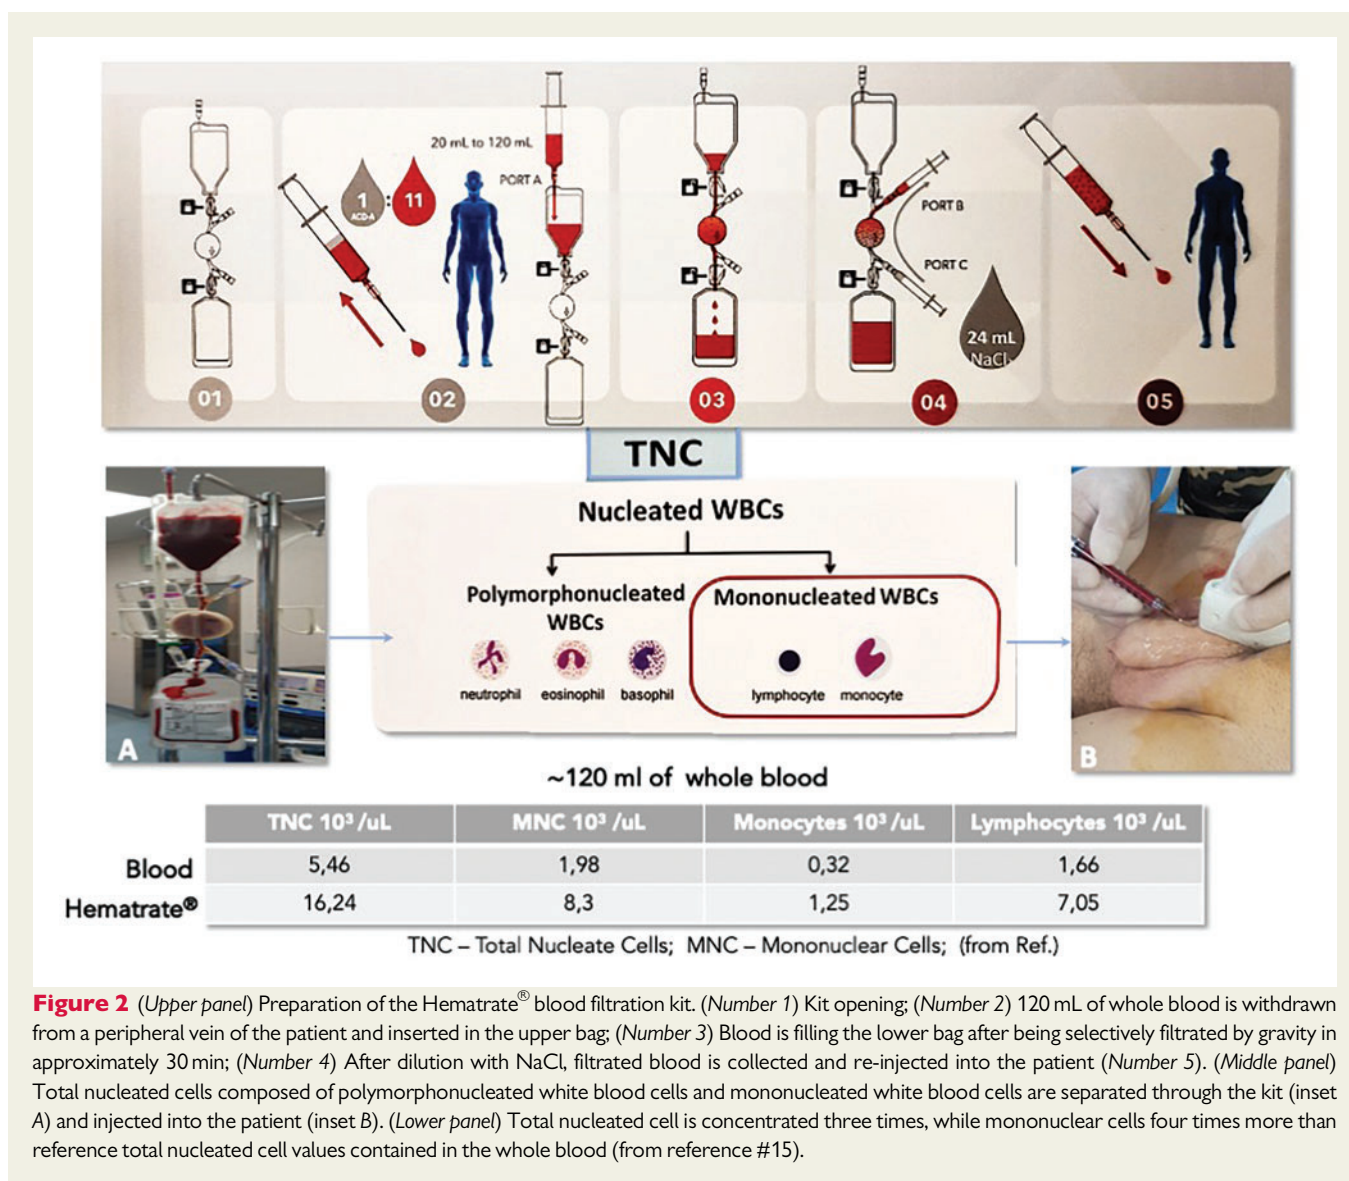 20 mL to 120 mL
PORT A
1
ACD-A
:
11
PORT B
PORT C
24 mL
NaCl
01
02
03
04
05
TNC
Nucleated WBCs
Polymorphonucleated
WBCs
Mononucleated WBCs
neutrophil eosinophil basophil
lymphocyte monocyte
A
B
~120 ml of whole blood
TNC 10³ /uL MNC 10³ /uL Monocytes 10³ /uL Lymphocytes 10³ /uL
Blood 5,46 1,98 0,32 1,66
Hematrate® 16,24 8,3 1,25 7,05
TNC – Total Nucleate Cells; MNC – Mononuclear Cells; (from Ref.)
Figure 2 (Upper panel) Preparation of the Hematrate® blood filtration kit. (Number 1) Kit opening; (Number 2) 120 mL of whole blood is withdrawn
from a peripheral vein of the patient and inserted in the upper bag; (Number 3) Blood is filling the lower bag after being selectively filtrated by gravity in
approximately 30 min; (Number 4) After dilution with NaCl, filtrated blood is collected and re-injected into the patient (Number 5). (Middle panel)
Total nucleated cells composed of polymorphonucleated white blood cells and mononucleated white blood cells are separated through the kit (inset
A) and injected into the patient (inset B). (Lower panel) Total nucleated cell is concentrated three times, while mononuclear cells four times more than
reference total nucleated cell values contained in the whole blood (from reference #15).